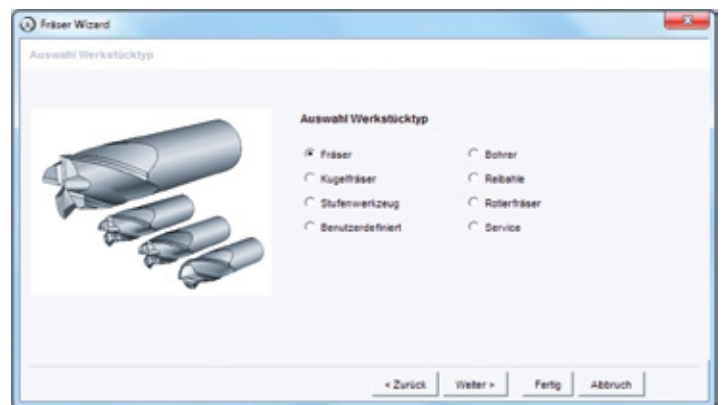 Fräser Wizard
Auswahl Werkstücktyp
Auswahl Werkstücktyp
Fräser
Bohrer
Kugelfräser
Reibahle
Stufenwerkzeug
Rotierfräser
Benutzerdefiniert
Service
< Zurück
Weiter >
Fertig
Abbruch